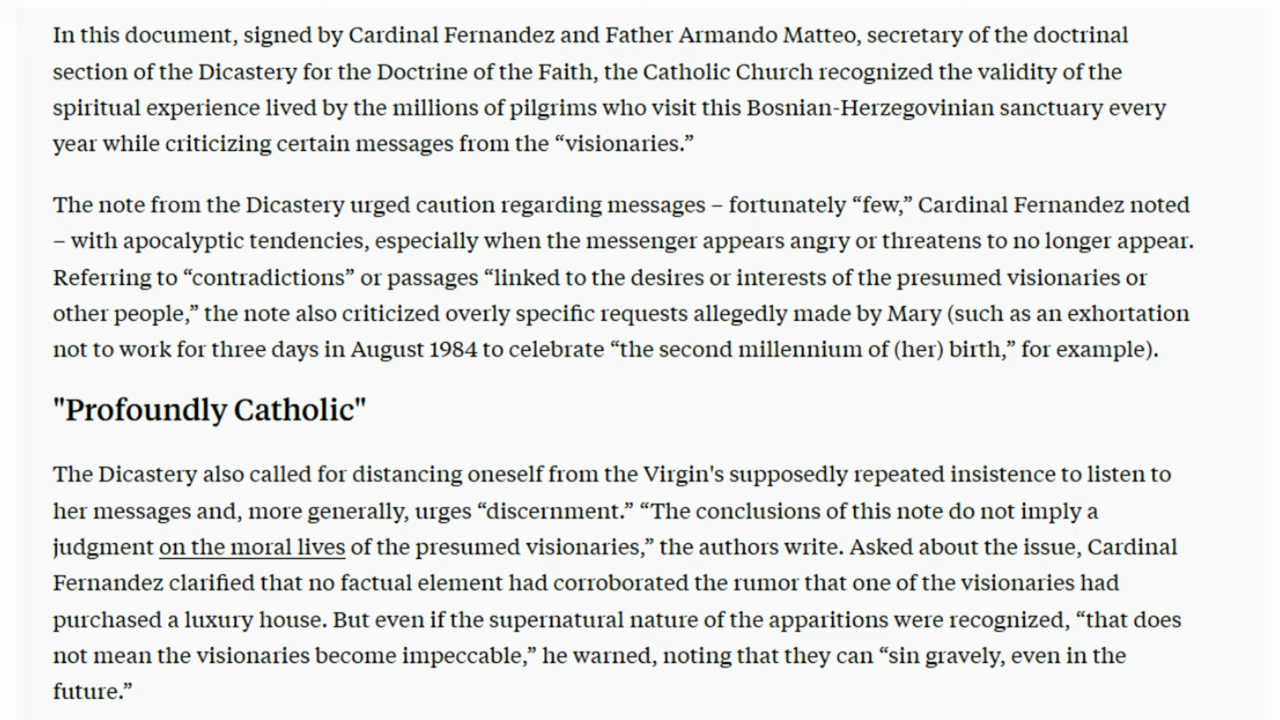 In this document, signed by Cardinal Fernandez and Father Armando Matteo, secretary of the doctrinal
section of the Dicastery for the Doctrine of the Faith, the Catholic Church recognized the validity of the
spiritual experience lived by the millions of pilgrims who visit this Bosnian-Herzegovinian sanctuary every
year while criticizing certain messages from the “visionaries.”
The note from the Dicastery urged caution regarding messages – fortunately “few,” Cardinal Fernandez noted
– with apocalyptic tendencies, especially when the messenger appears angry or threatens to no longer appear.
Referring to “contradictions” or passages “linked to the desires or interests of the presumed visionaries or
other people,” the note also criticized overly specific requests allegedly made by Mary (such as an exhortation
not to work for three days in August 1984 to celebrate “the second millennium of (her) birth,” for example).
"Profoundly Catholic"
The Dicastery also called for distancing oneself from the Virgin's supposedly repeated insistence to listen to
her messages and, more generally, urges “discernment.” “The conclusions of this note do not imply a
judgment on the moral lives of the presumed visionaries,” the authors write. Asked about the issue, Cardinal
Fernandez clarified that no factual element had corroborated the rumor that one of the visionaries had
purchased a luxury house. But even if the supernatural nature of the apparitions were recognized, “that does
not mean the visionaries become impeccable,” he warned, noting that they can “sin gravely, even in the
future.”